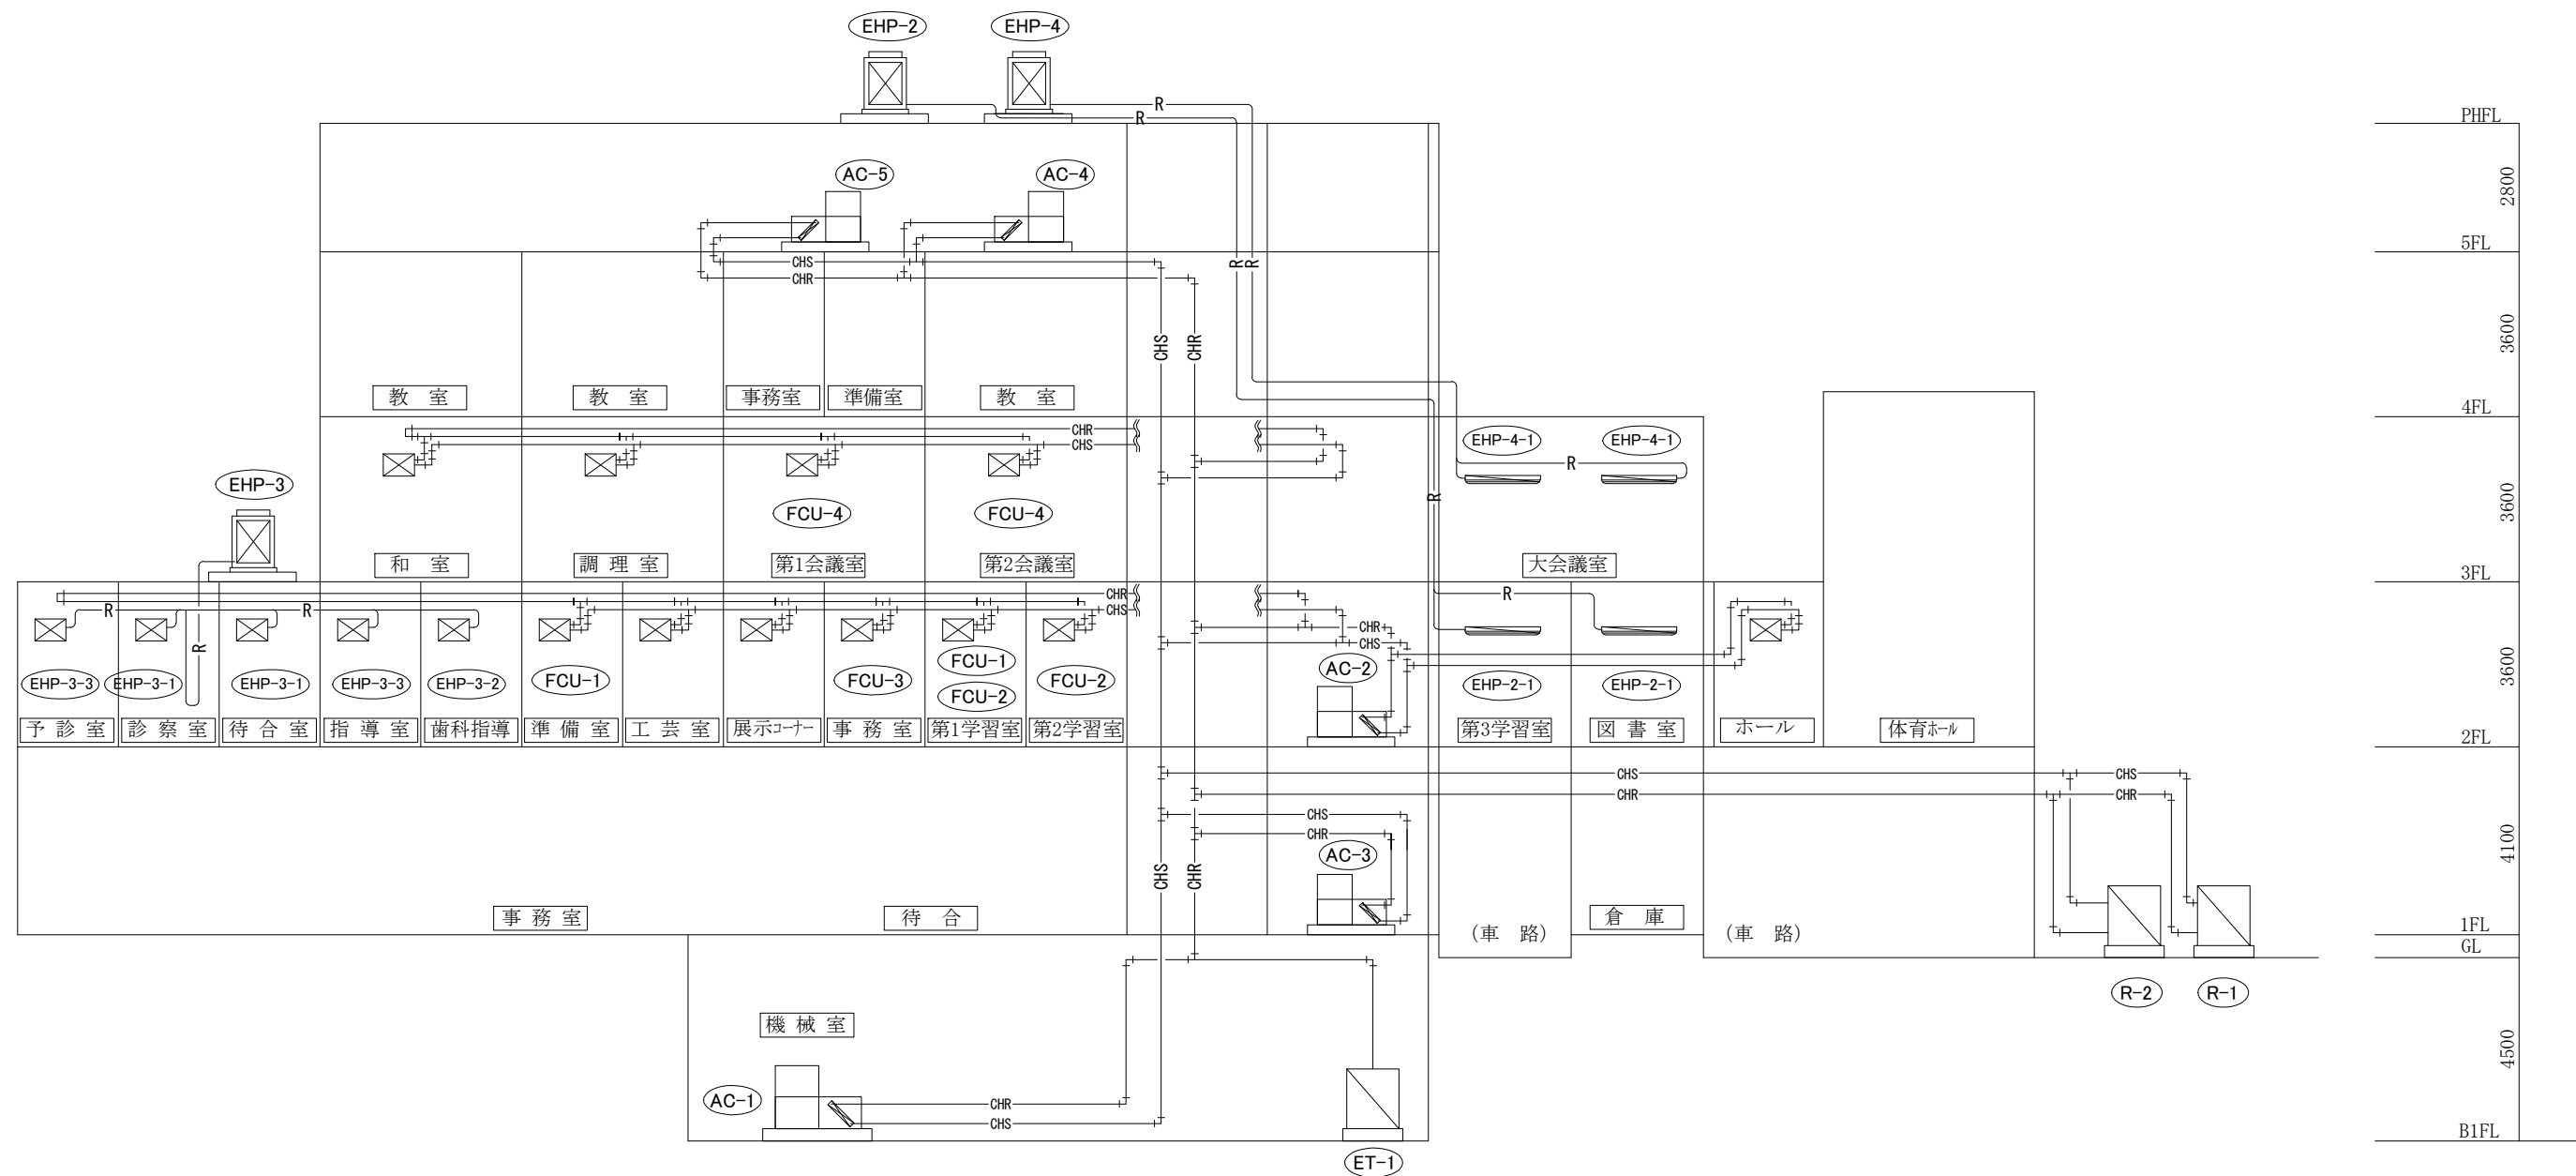 EHP-2 EHP-4
R
R
PHFL
AC-5 AC-4
2800
5FL
R R
CHS
CHR
CHS CHR
3600
教 室 教 室 事務室 準備室 教 室
4FL
CHR
CHS
EHP-4-1 EHP-4-1
R
EHP-3
R
FCU-4 FCU-4
3600
和 室 調 理 室 第1会議室 第2会議室 大会議室
3FL
CHR
R R CHS R
CHR
CHS
R
FCU-1
AC-2
EHP-3-3 EHP-3-1 EHP-3-1 EHP-3-3 EHP-3-2 FCU-1 FCU-3 FCU-2 FCU-2 EHP-2-1 EHP-2-1
3600
予 診 室 診 察 室 待 合 室 指 導 室 歯科指導 準 備 室 工 芸 室 展示コーナー 事 務 室 第1学習室 第2学習室 第3学習室 図 書 室 ホール 体育ホール
2FL
CHS CHS
CHR CHR
CHS
CHR
AC-3
4100
CHS CHR
事 務 室 待 合 倉 庫
(車 路) (車 路)
1FL
GL
R-2 R-1
機 械 室
4500
AC-1
CHR
CHS
B1FL
ET-1